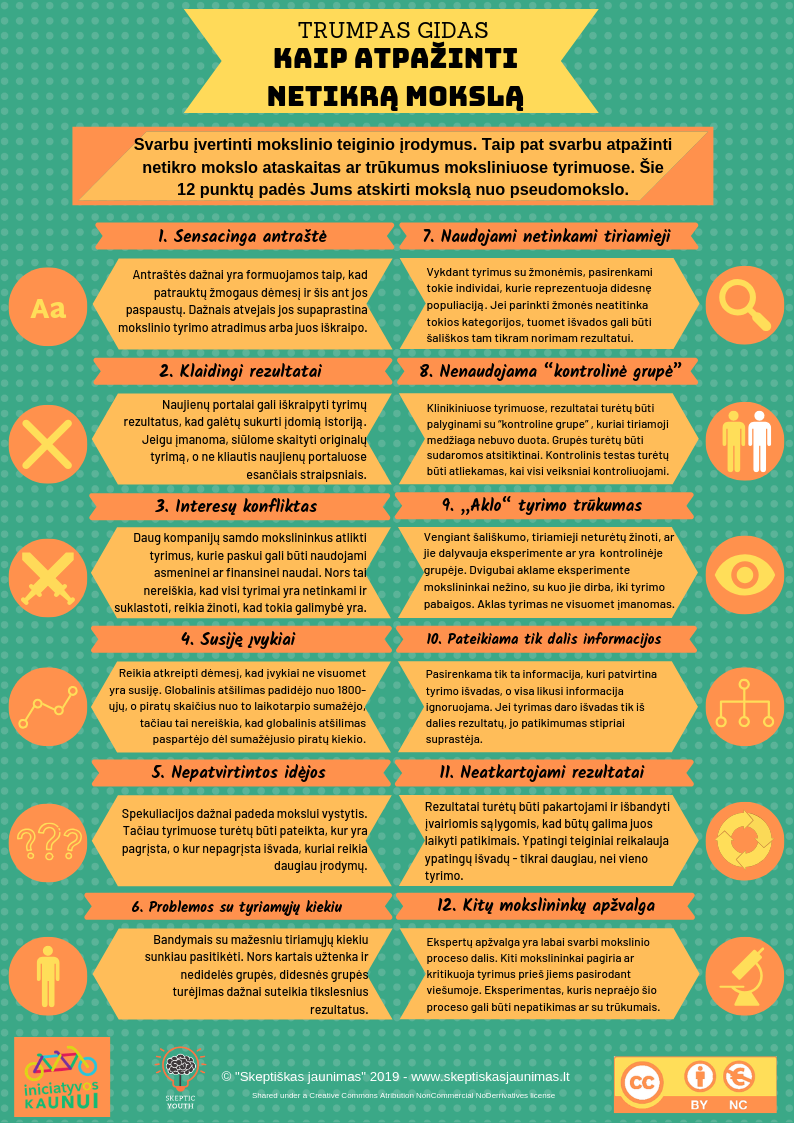 TRUMPAS GIDAS
KAIP ATPAŽINTI
NETIKRĄ MOKSLĄ
Svarbu įvertinti mokslinio teiginio įrodymus. Taip pat svarbu atpažinti
netikro mokslo ataskaitas ar trūkumus moksliniuose tyrimuose. Šie
12 punktų padės Jums atskirti mokslą nuo pseudomokslo.
1. Sensacinga antraštė
Aa
Antraštės dažnai yra formuojamos taip, kad
patrauktų žmogaus dėmesį ir šis ant jos
paspaustų. Dažnais atvejais jos supaprastina
mokslinio tyrimo atradimus arba juos iškraipo.
2. Klaidingi rezultatai
Naujienų portalai gali iškraipyti tyrimų
rezultatus, kad galėtų sukurti įdomią istoriją.
Jeigu įmanoma, siūlome skaityti originalų
tyrimą, o ne kliautis naujienų portaluose
esančiais straipsniais.
3. Interesų konfliktas
Daug kompanijų samdo mokslininkus atlikti
tyrimus, kurie paskui gali būti naudojami
asmeninei ar finansinei naudai. Nors tai
nereiškia, kad visi tyrimai yra netinkami ir
suklastoti, reikia žinoti, kad tokia galimybė yra.
4. Susiję įvykiai
Reikia atkreipti dėmesį, kad įvykiai ne visuomet
yra susiję. Globalinis atšilimas padidėjo nuo 1800-
ųjų, o piratų skaičius nuo to laikotarpio sumažėjo,
tačiau tai nereiškia, kad globalinis atšilimas
paspartėjo dėl sumažėjusio piratų kiekio.
5. Nepatvirtintos idėjos
???
Spekuliacijos dažnai padeda mokslui vystytis.
Tačiau tyrimuose turėtų būti pateikta, kur yra
pagrįsta, o kur nepagrįsta išvada, kuriai reikia
daugiau įrodymų.
6. Problemos su tyriamųjų kiekiu
Bandymais su mažesniu tiriamųjų kiekiu
sunkiau pasitikėti. Nors kartais užtenka ir
nedidelės grupės, didesnės grupės
turėjimas dažnai suteikia tikslesnius
rezultatus.
7. Naudojami netinkami tiriamieji
Vykdant tyrimus su žmonėmis, pasirenkami
tokie individai, kurie reprezentuoja didesnę
populiaciją. Jei parinkti žmonės neatitinka
tokios kategorijos, tuomet išvados gali būti
šališkos tam tikram norimam rezultatui.
8. Nenaudojama “kontrolinė grupė”
Klinikiniuose tyrimuose, rezultatai turėtų būti
palyginami su “kontroline grupe” , kuriai tiriamoji
medžiaga nebuvo duota. Grupės turėtų būti
sudaromos atsitiktinai. Kontrolinis testas turėtų
būti atliekamas, kai visi veiksniai kontroliuojami.
9. „Aklo“ tyrimo trūkumas
Vengiant šališkumo, tiriamieji neturėtų žinoti, ar
jie dalyvauja eksperimente ar yra kontrolinėje
grupėje. Dvigubai aklame eksperimente
mokslininkai nežino, su kuo jie dirba, iki tyrimo
pabaigos. Aklas tyrimas ne visuomet įmanomas.
10. Pateikiama tik dalis informacijos
Pasirenkama tik ta informacija, kuri patvirtina
tyrimo išvadas, o visa likusi informacija
ignoruojama. Jei tyrimas daro išvadas tik iš
dalies rezultatų, jo patikimumas stipriai
suprastėja.
11. Neatkartojami rezultatai
Rezultatai turėtų būti pakartojami ir išbandyti
įvairiomis sąlygomis, kad būtų galima juos
laikyti patikimais. Ypatingi teiginiai reikalauja
ypatingų išvadų - tikrai daugiau, nei vieno
tyrimo.
12. Kitų mokslininkų apžvalga
Ekspertų apžvalga yra labai svarbi mokslinio
proceso dalis. Kiti mokslininkai pagiria ar
kritikuoja tyrimus prieš jiems pasirodant
viešumoje. Eksperimentas, kuris nepraėjo šio
proceso gali būti nepatikimas ar su trūkumais.
iniciatyvos
KAUNUI
SKEPTIC
YOUTH
© "Skeptiškas jaunimas" 2019 - www.skeptiskasjaunimas.lt
Shared under a Creative Commons Atribution NonCommercial NoDerrivatives license
cc
BY NC